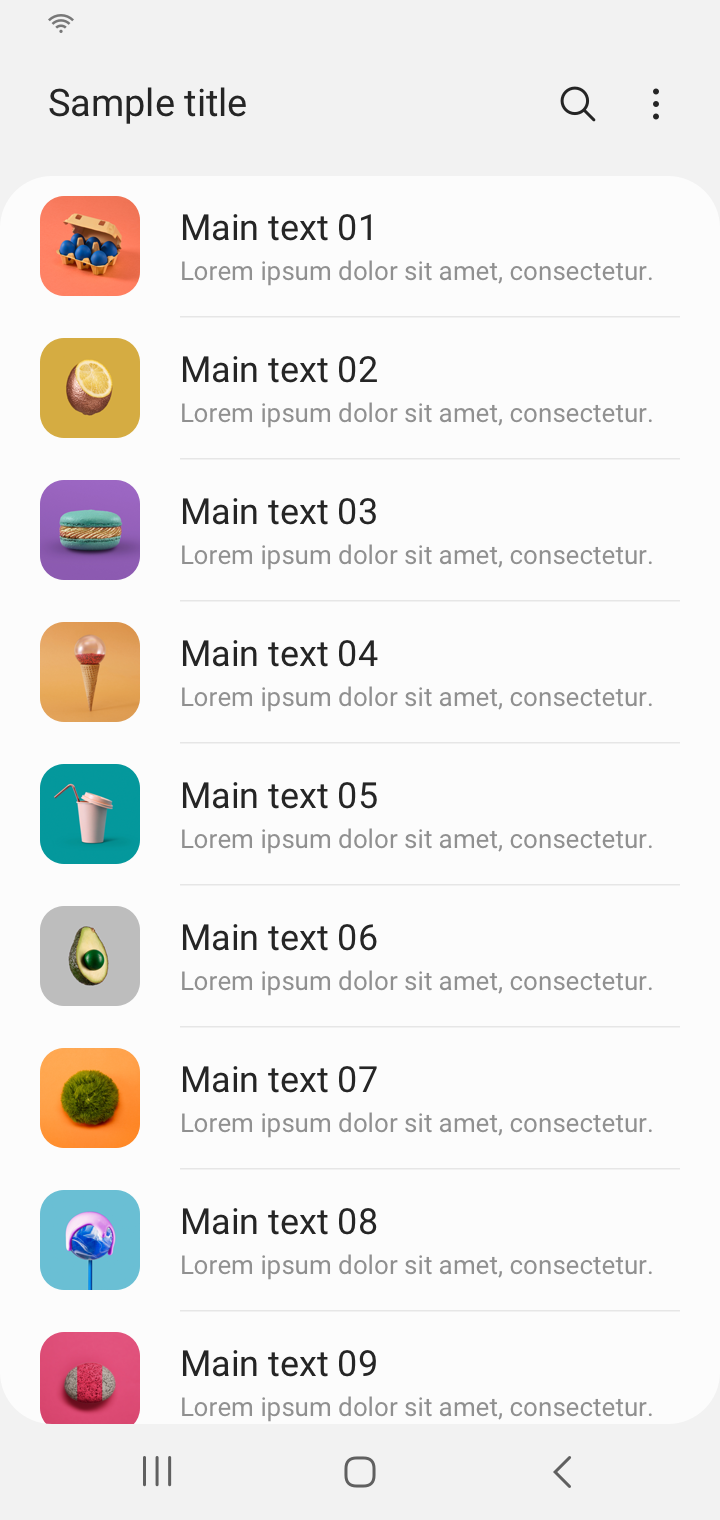 Sample title
Main text 01
Lorem ipsum dolor sit amet, consectetur.
Main text 02
Lorem ipsum dolor sit amet, consectetur.
Main text 03
Lorem ipsum dolor sit amet, consectetur.
Main text 04
Lorem ipsum dolor sit amet, consectetur.
Main text 05
Lorem ipsum dolor sit amet, consectetur.
Main text 06
Lorem ipsum dolor sit amet, consectetur.
Main text 07
Lorem ipsum dolor sit amet, consectetur.
Main text 08
Lorem ipsum dolor sit amet, consectetur.
Main text 09
Lorem ipsum dolor sit amet, consectetur.